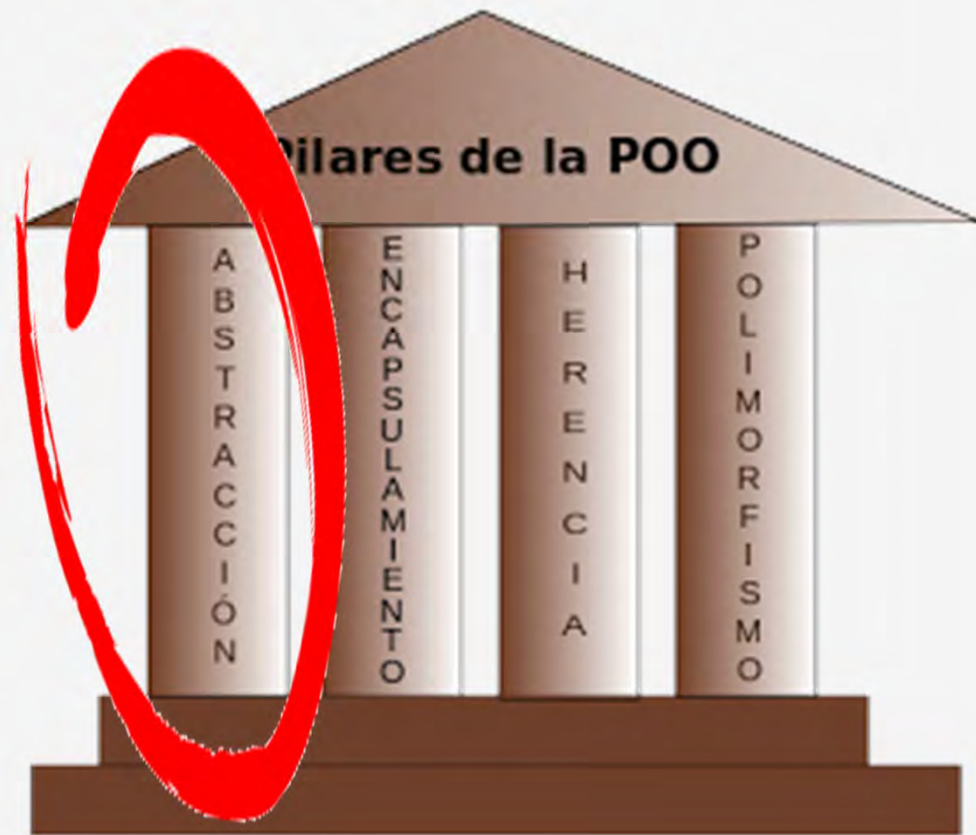 Pilares de la POO
ABSTRACCIÓN
ENCAPSULAMIENTO
HERENCIA
POLIMORFISMO